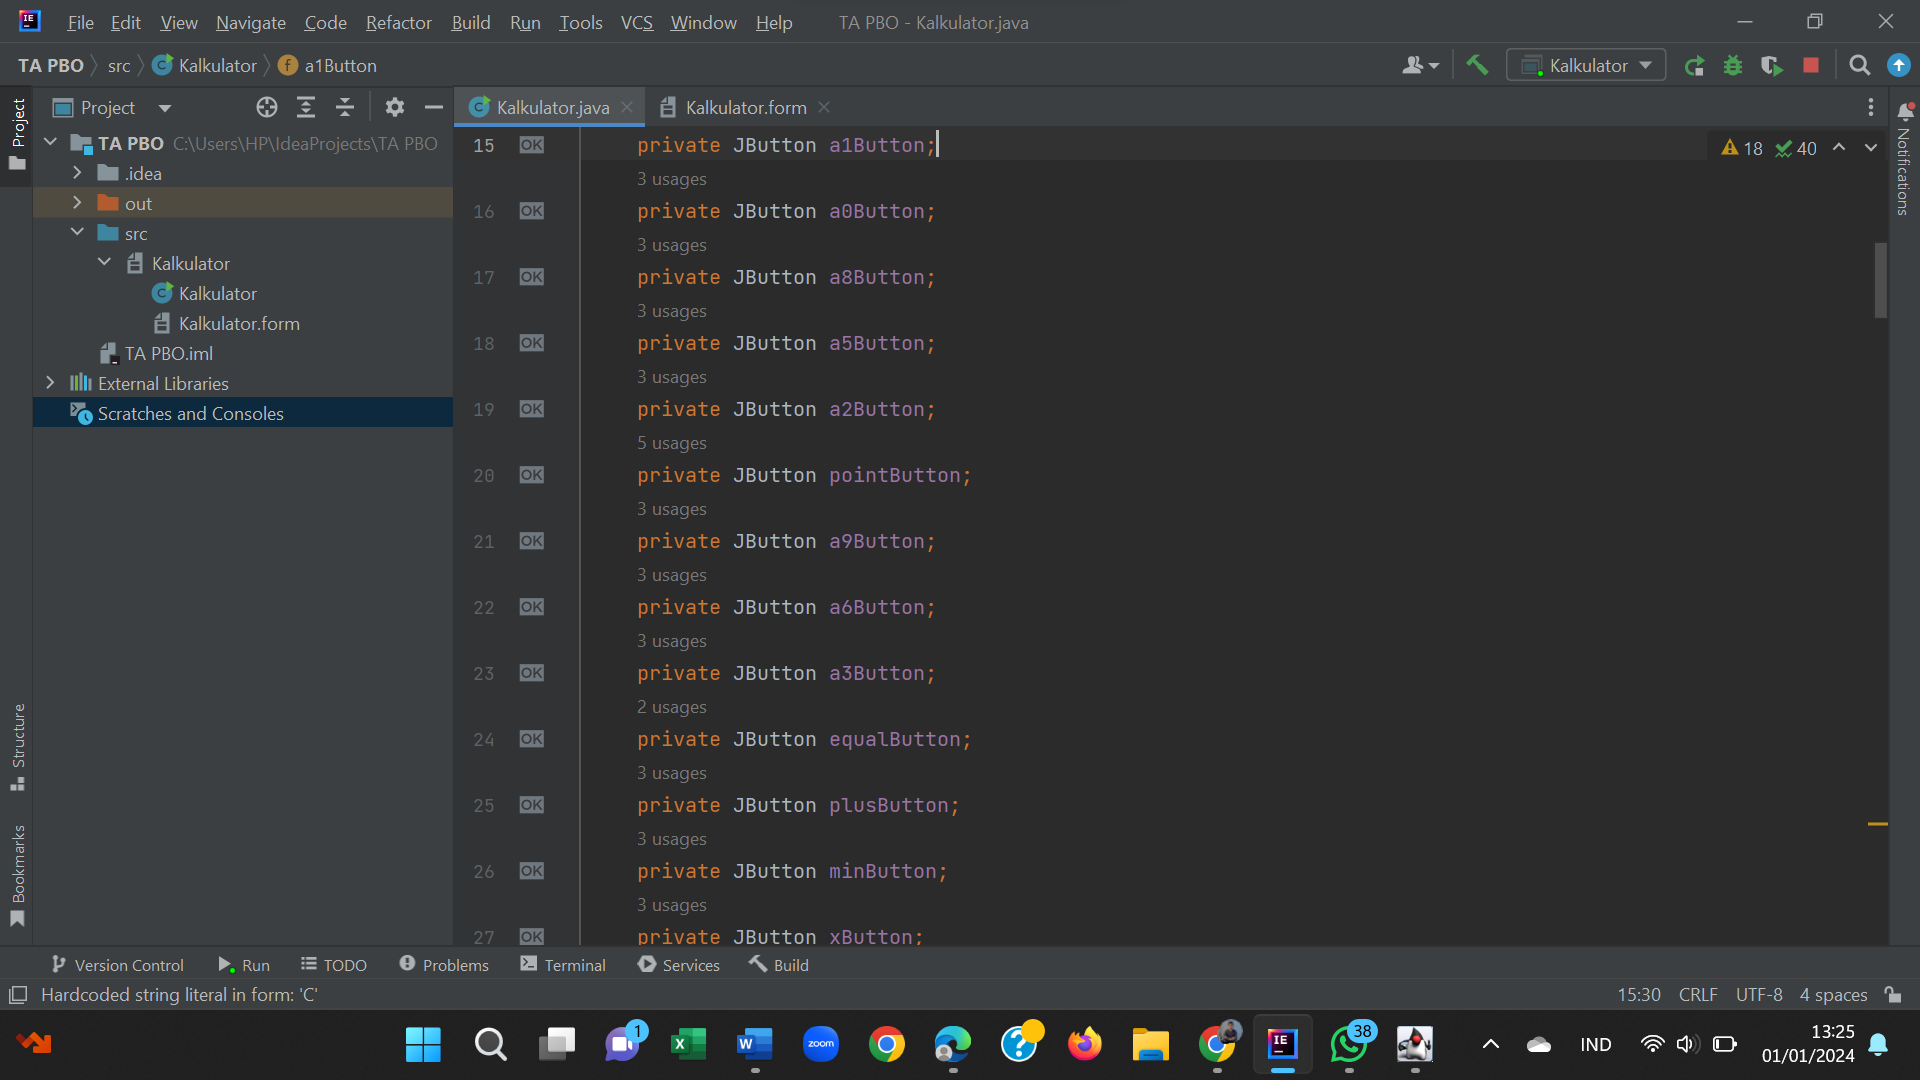 File Edit View Navigate Code Refactor Build Run Tools VCS Window Help TA PBO - Kalkulator.java
TA PBO src Kalkulator a1Button Kalkulator
Project
Project
TA PBO C:\Users\HP\IdeaProjects\TA PBO
.idea
out
src
Kalkulator
Kalkulator
Kalkulator.form
TA PBO.iml
External Libraries
Scratches and Consoles
Structure
Bookmarks
Kalkulator.java Kalkulator.form
18 40
15 OK private JButton a1Button;
3 usages
16 OK private JButton a0Button;
3 usages
17 OK private JButton a8Button;
3 usages
18 OK private JButton a5Button;
3 usages
19 OK private JButton a2Button;
5 usages
20 OK private JButton pointButton;
3 usages
21 OK private JButton a9Button;
3 usages
22 OK private JButton a6Button;
3 usages
23 OK private JButton a3Button;
2 usages
24 OK private JButton equalButton;
3 usages
25 OK private JButton plusButton;
3 usages
26 OK private JButton minButton;
3 usages
27 OK private JButton xButton;
Notifications
Version Control Run TODO Problems Terminal Services Build
Hardcoded string literal in form: 'C' 15:30 CRLF UTF-8 4 spaces
1 zoom 38 IND 13:25
01/01/2024